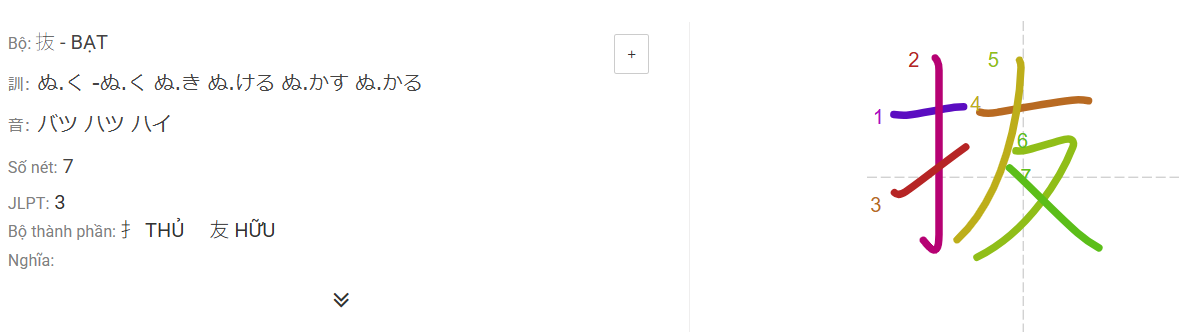 Bộ: 抜 - BẠT
訓: ぬ.く -ぬ.く ぬ.き ぬ.ける ぬ.かす ぬ.かる
音: バツ ハツ ハイ
Số nét: 7
JLPT: 3
Bộ thành phần: 扌 THỦ 友 HỮU
Nghĩa:
+
抜
1
2
3
4
5
6
7